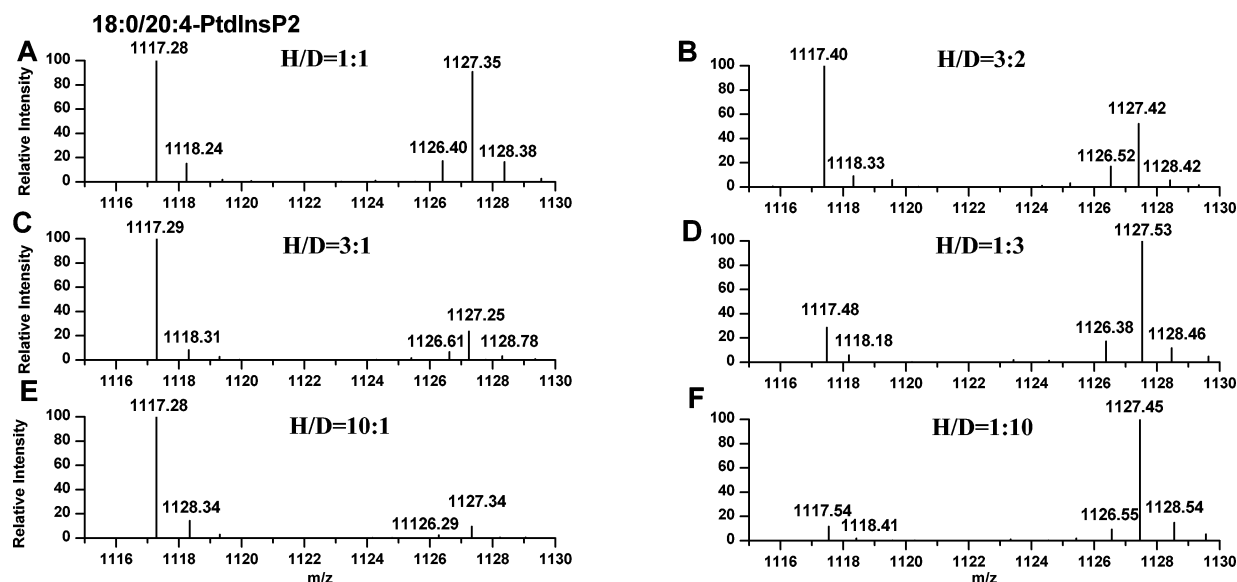 18:0/20:4-PtdInsP2
A
H/D=1:1
Relative Intensity
100
80
60
40
20
0
1117.28
1118.24
1126.40
1127.35
1128.38
1116 1118 1120 1122 1124 1126 1128 1130
B
H/D=3:2
100
80
60
40
20
0
1117.40
1118.33
1126.52
1127.42
1128.42
1116 1118 1120 1122 1124 1126 1128 1130
C
H/D=3:1
Relative Intensity
100
80
60
40
20
0
1117.29
1118.31
1126.61
1127.25
1128.78
1116 1118 1120 1122 1124 1126 1128 1130
D
H/D=1:3
100
80
60
40
20
0
1117.48
1118.18
1126.38
1127.53
1128.46
1116 1118 1120 1122 1124 1126 1128 1130
E
H/D=10:1
Relative Intensity
100
80
60
40
20
0
1117.28
1128.34
11126.29
1127.34
1116 1118 1120 1122 1124 1126 1128 1130
m/z
F
H/D=1:10
100
80
60
40
20
0
1117.54
1118.41
1126.55
1127.45
1128.54
1116 1118 1120 1122 1124 1126 1128 1130
m/z